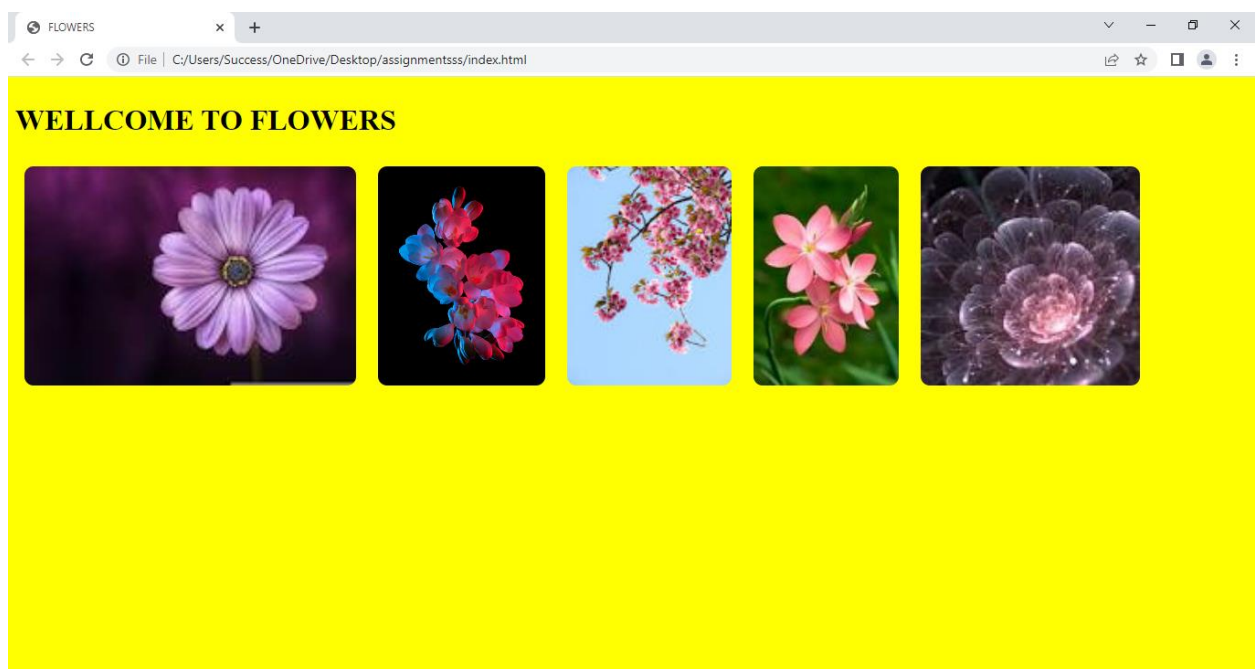 FLOWERS
File C:/Users/Success/OneDrive/Desktop/assignmentsss/index.html
WELLCOME TO FLOWERS